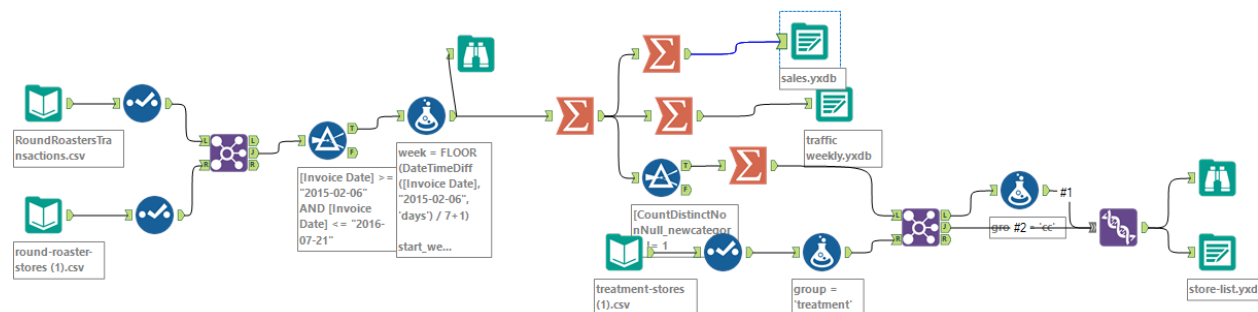 RoundRoastersTra
nsactions.csv
round-roaster-
stores (1).csv
L
R
L
J
R
T
F
[Invoice Date] >=
"2015-02-06"
AND [Invoice
Date] <= "2016-
07-21"
week = FLOOR
(DateTimeDiff
([Invoice Date],
"2015-02-06",
'days') / 7+1)
start_we...
sales.yxdb
traffic
weekly.yxdb
T
F
[CountDistinctNo
nNull_newcategor
!= 1
treatment-stores
(1).csv
group =
'treatment'
L
R
L
J
R
#1
gro #2 = 'cc'
store-list.yxd